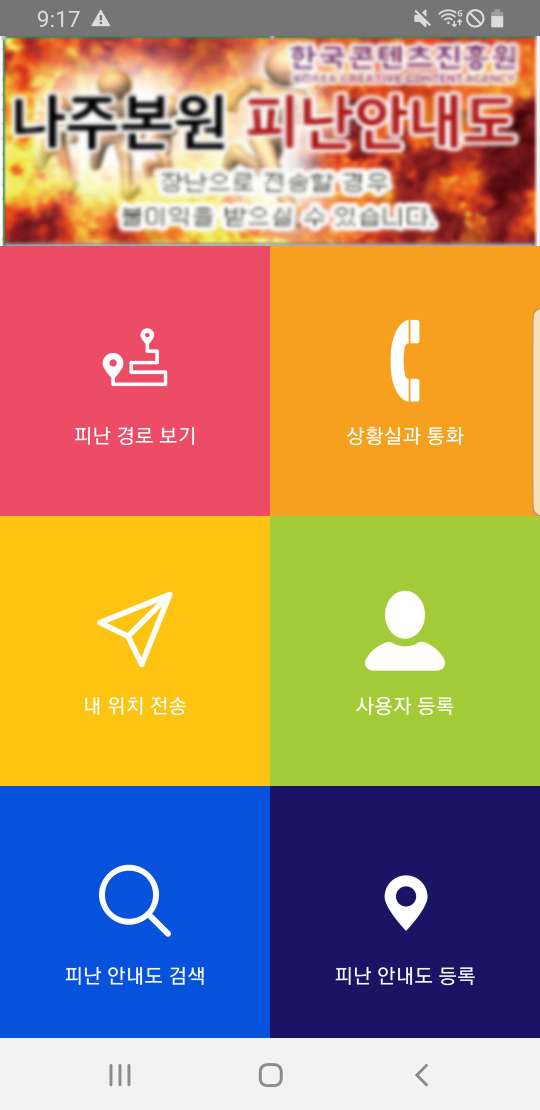 9:17
한국콘텐츠진흥원
KOREA CREATIVE CONTENT AGENCY
나주본원 피난안내도
장난으로 전송할 경우
불이익을 받으실 수 있습니다.
피난 경로 보기
상황실과 통화
내 위치 전송
사용자 등록
피난 안내도 검색
피난 안내도 등록